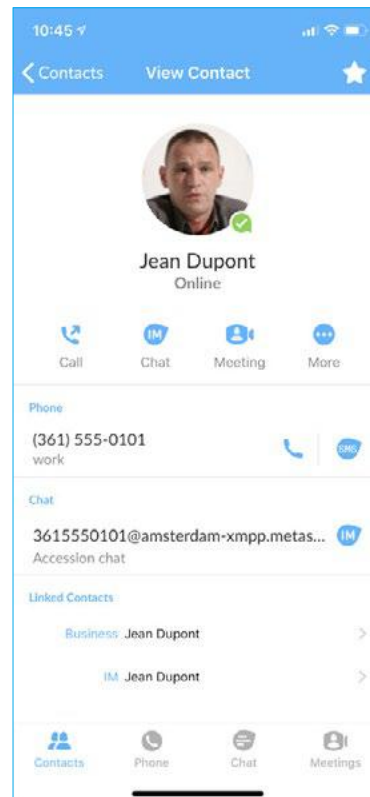 10:45
Contacts View Contact
Jean Dupont
Online
IM
Call Chat Meeting More
Phone
(361) 555-0101
work
SMS
Chat
3615550101@amsterdam-xmpp.metas...
IM
Accession chat
Linked Contacts
Business Jean Dupont
IM Jean Dupont
Contacts Phone Chat Meetings